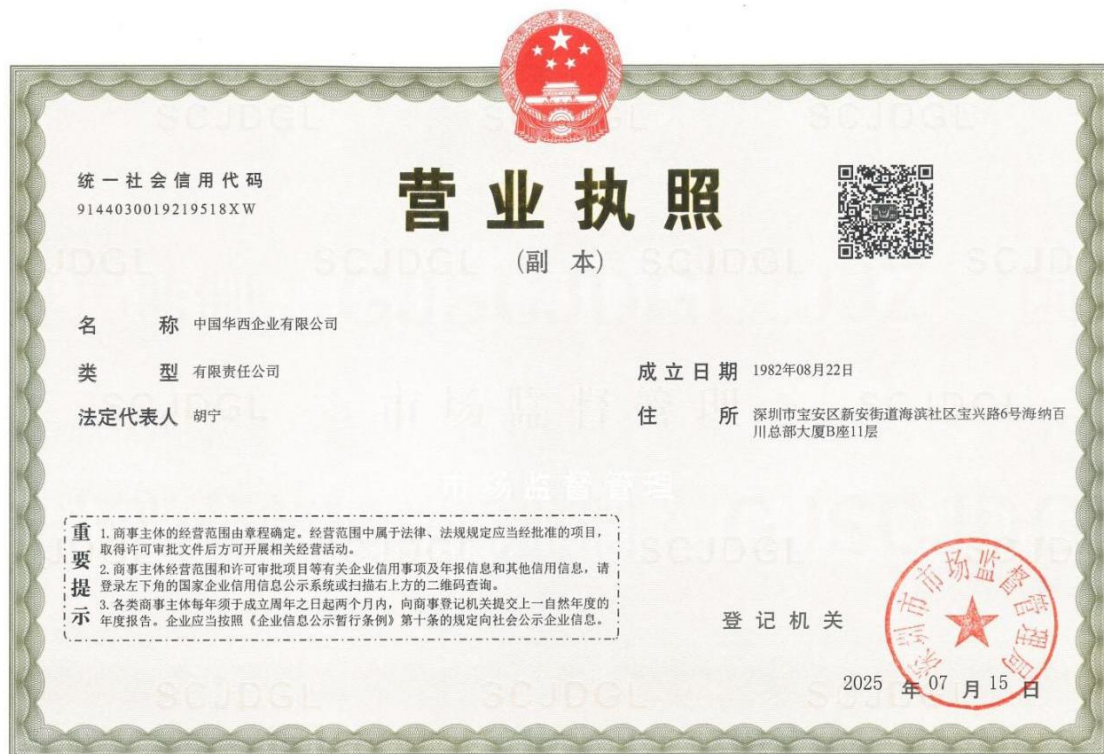 统一社会信用代码
9144030019219518XW
营业执照
(副 本)
名 称 中国华西企业有限公司
类 型 有限责任公司
成立日期 1982年08月22日
法定代表人 胡宁
住 所 深圳市宝安区新安街道海滨社区宝兴路6号海纳百
川总部大厦B座11层
市场监督管理
重要提示
1. 商事主体的经营范围由章程确定。经营范围中属于法律、法规规定应当经批准的项目，
取得许可审批文件后方可开展相关经营活动。
2. 商事主体经营范围和许可审批项目等有关企业信用事项及年报信息和其他信用信息，请
登录左下角的国家企业信用信息公示系统或扫描右上方的二维码查询。
3. 各类商事主体每年须于成立周年之日起两个月内，向商事登记机关提交上一自然年度的
年度报告。企业应当按照《企业信息公示暂行条例》第十条的规定向社会公示企业信息。
登记机关
深圳市市场监督管理局
2025 年 07 月 15 日
SCJDGL